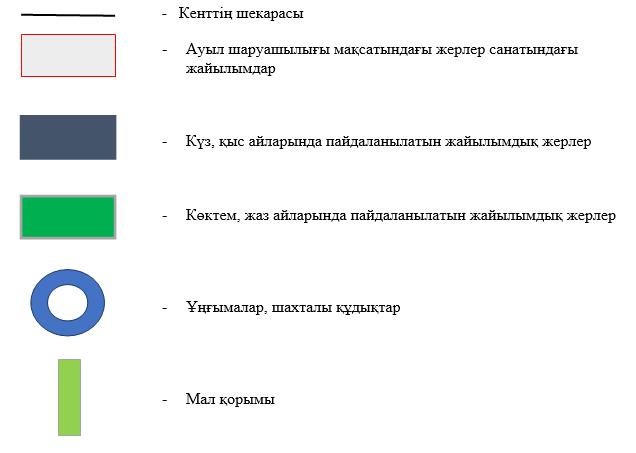 - Кенттің шекарасы
- Ауыл шаруашылығы мақсатындағы жерлер санатындағы
жайылымдар
- Күз, қыс айларында пайдаланылатын жайылымдық жерлер
- Көктем, жаз айларында пайдаланылатын жайылымдық жерлер
- Ұңғымалар, шахталы құдықтар
- Мал қорымы